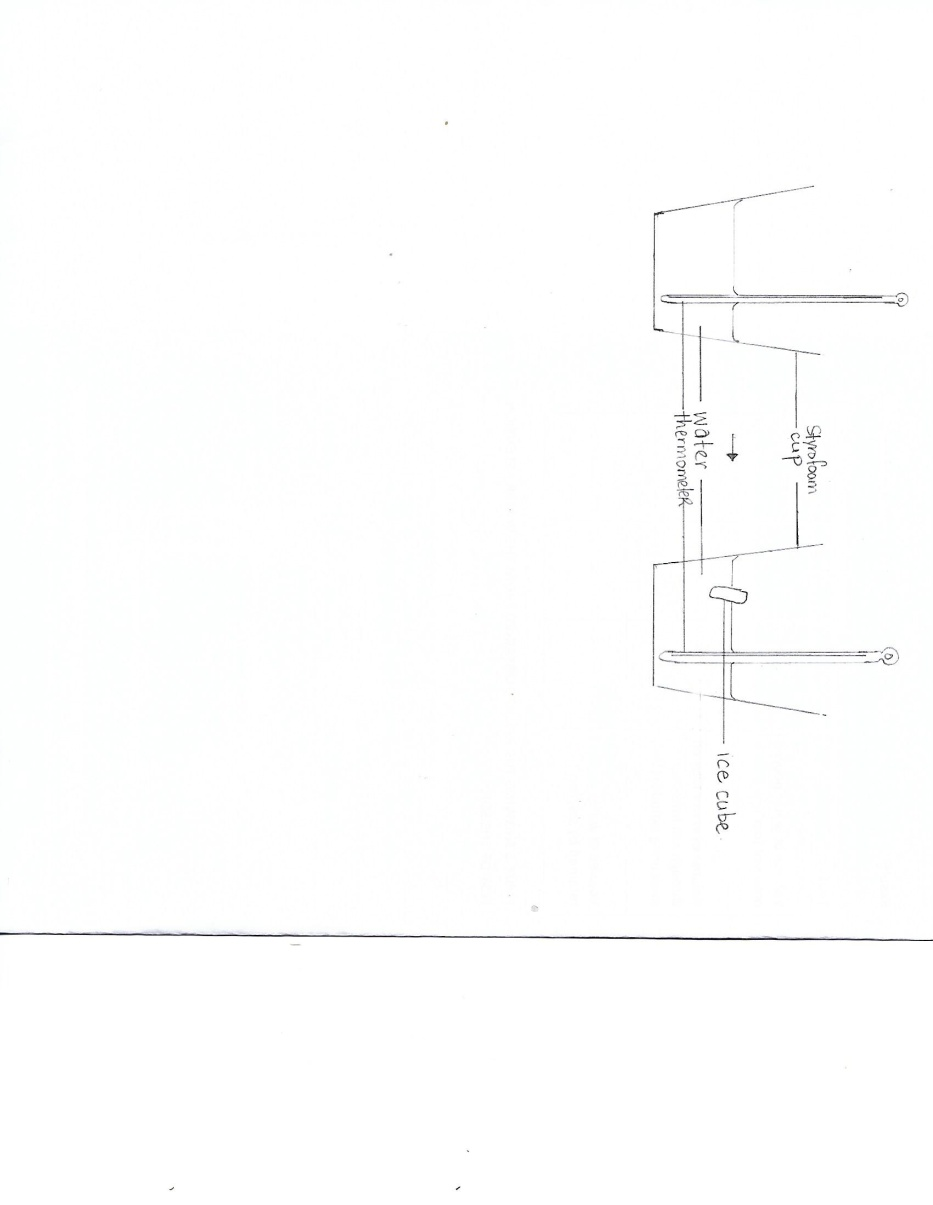 Styrofoam
cup
water
thermometer
ice cube